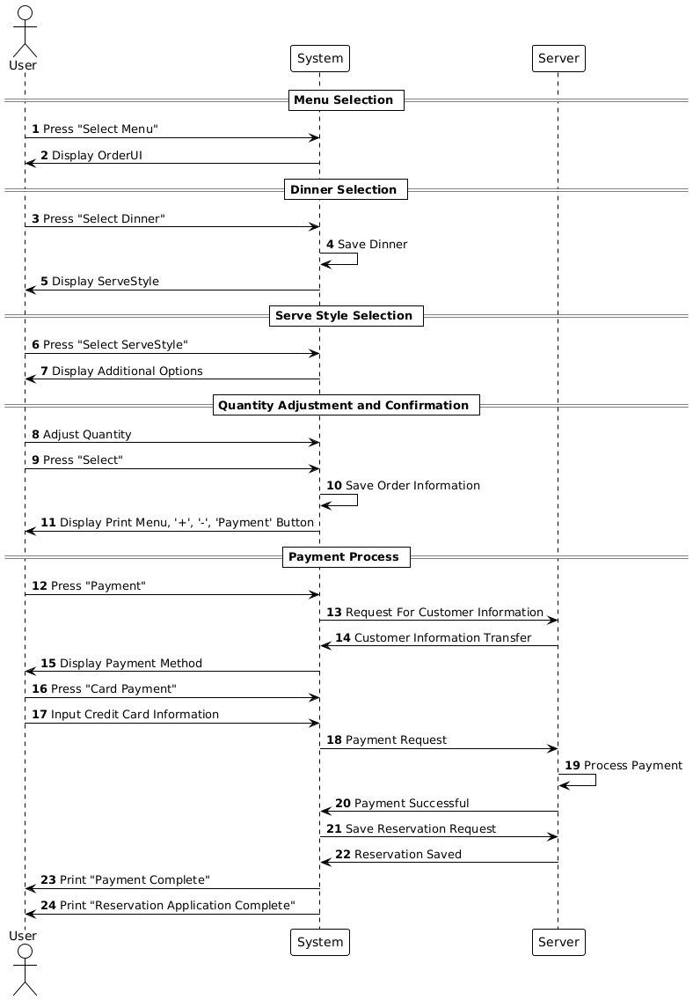 User
System
Server
Menu Selection
1 Press "Select Menu"
2 Display OrderUI
Dinner Selection
3 Press "Select Dinner"
4 Save Dinner
5 Display ServeStyle
Serve Style Selection
6 Press "Select ServeStyle"
7 Display Additional Options
Quantity Adjustment and Confirmation
8 Adjust Quantity
9 Press "Select"
10 Save Order Information
11 Display Print Menu, '+', '-', 'Payment' Button
Payment Process
12 Press "Payment"
13 Request For Customer Information
14 Customer Information Transfer
15 Display Payment Method
16 Press "Card Payment"
17 Input Credit Card Information
18 Payment Request
19 Process Payment
20 Payment Successful
21 Save Reservation Request
22 Reservation Saved
23 Print "Payment Complete"
24 Print "Reservation Application Complete"
User
System
Server